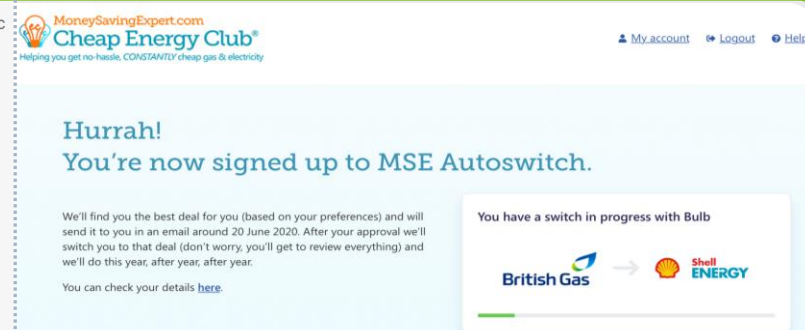 c
MoneySavingExpert.com
Cheap Energy Club®
Helping you get no-hassle, CONSTANTLY cheap gas & electricity
My account Logout Help
Hurrah!
You're now signed up to MSE Autoswitch.
We'll find you the best deal for you (based on your preferences) and will
send it to you in an email around 20 June 2020. After your approval we'll
switch you to that deal (don't worry, you'll get to review everything) and
we'll do this year, after year, after year.
You can check your details here.
You have a switch in progress with Bulb
British Gas
Shell
ENERGY